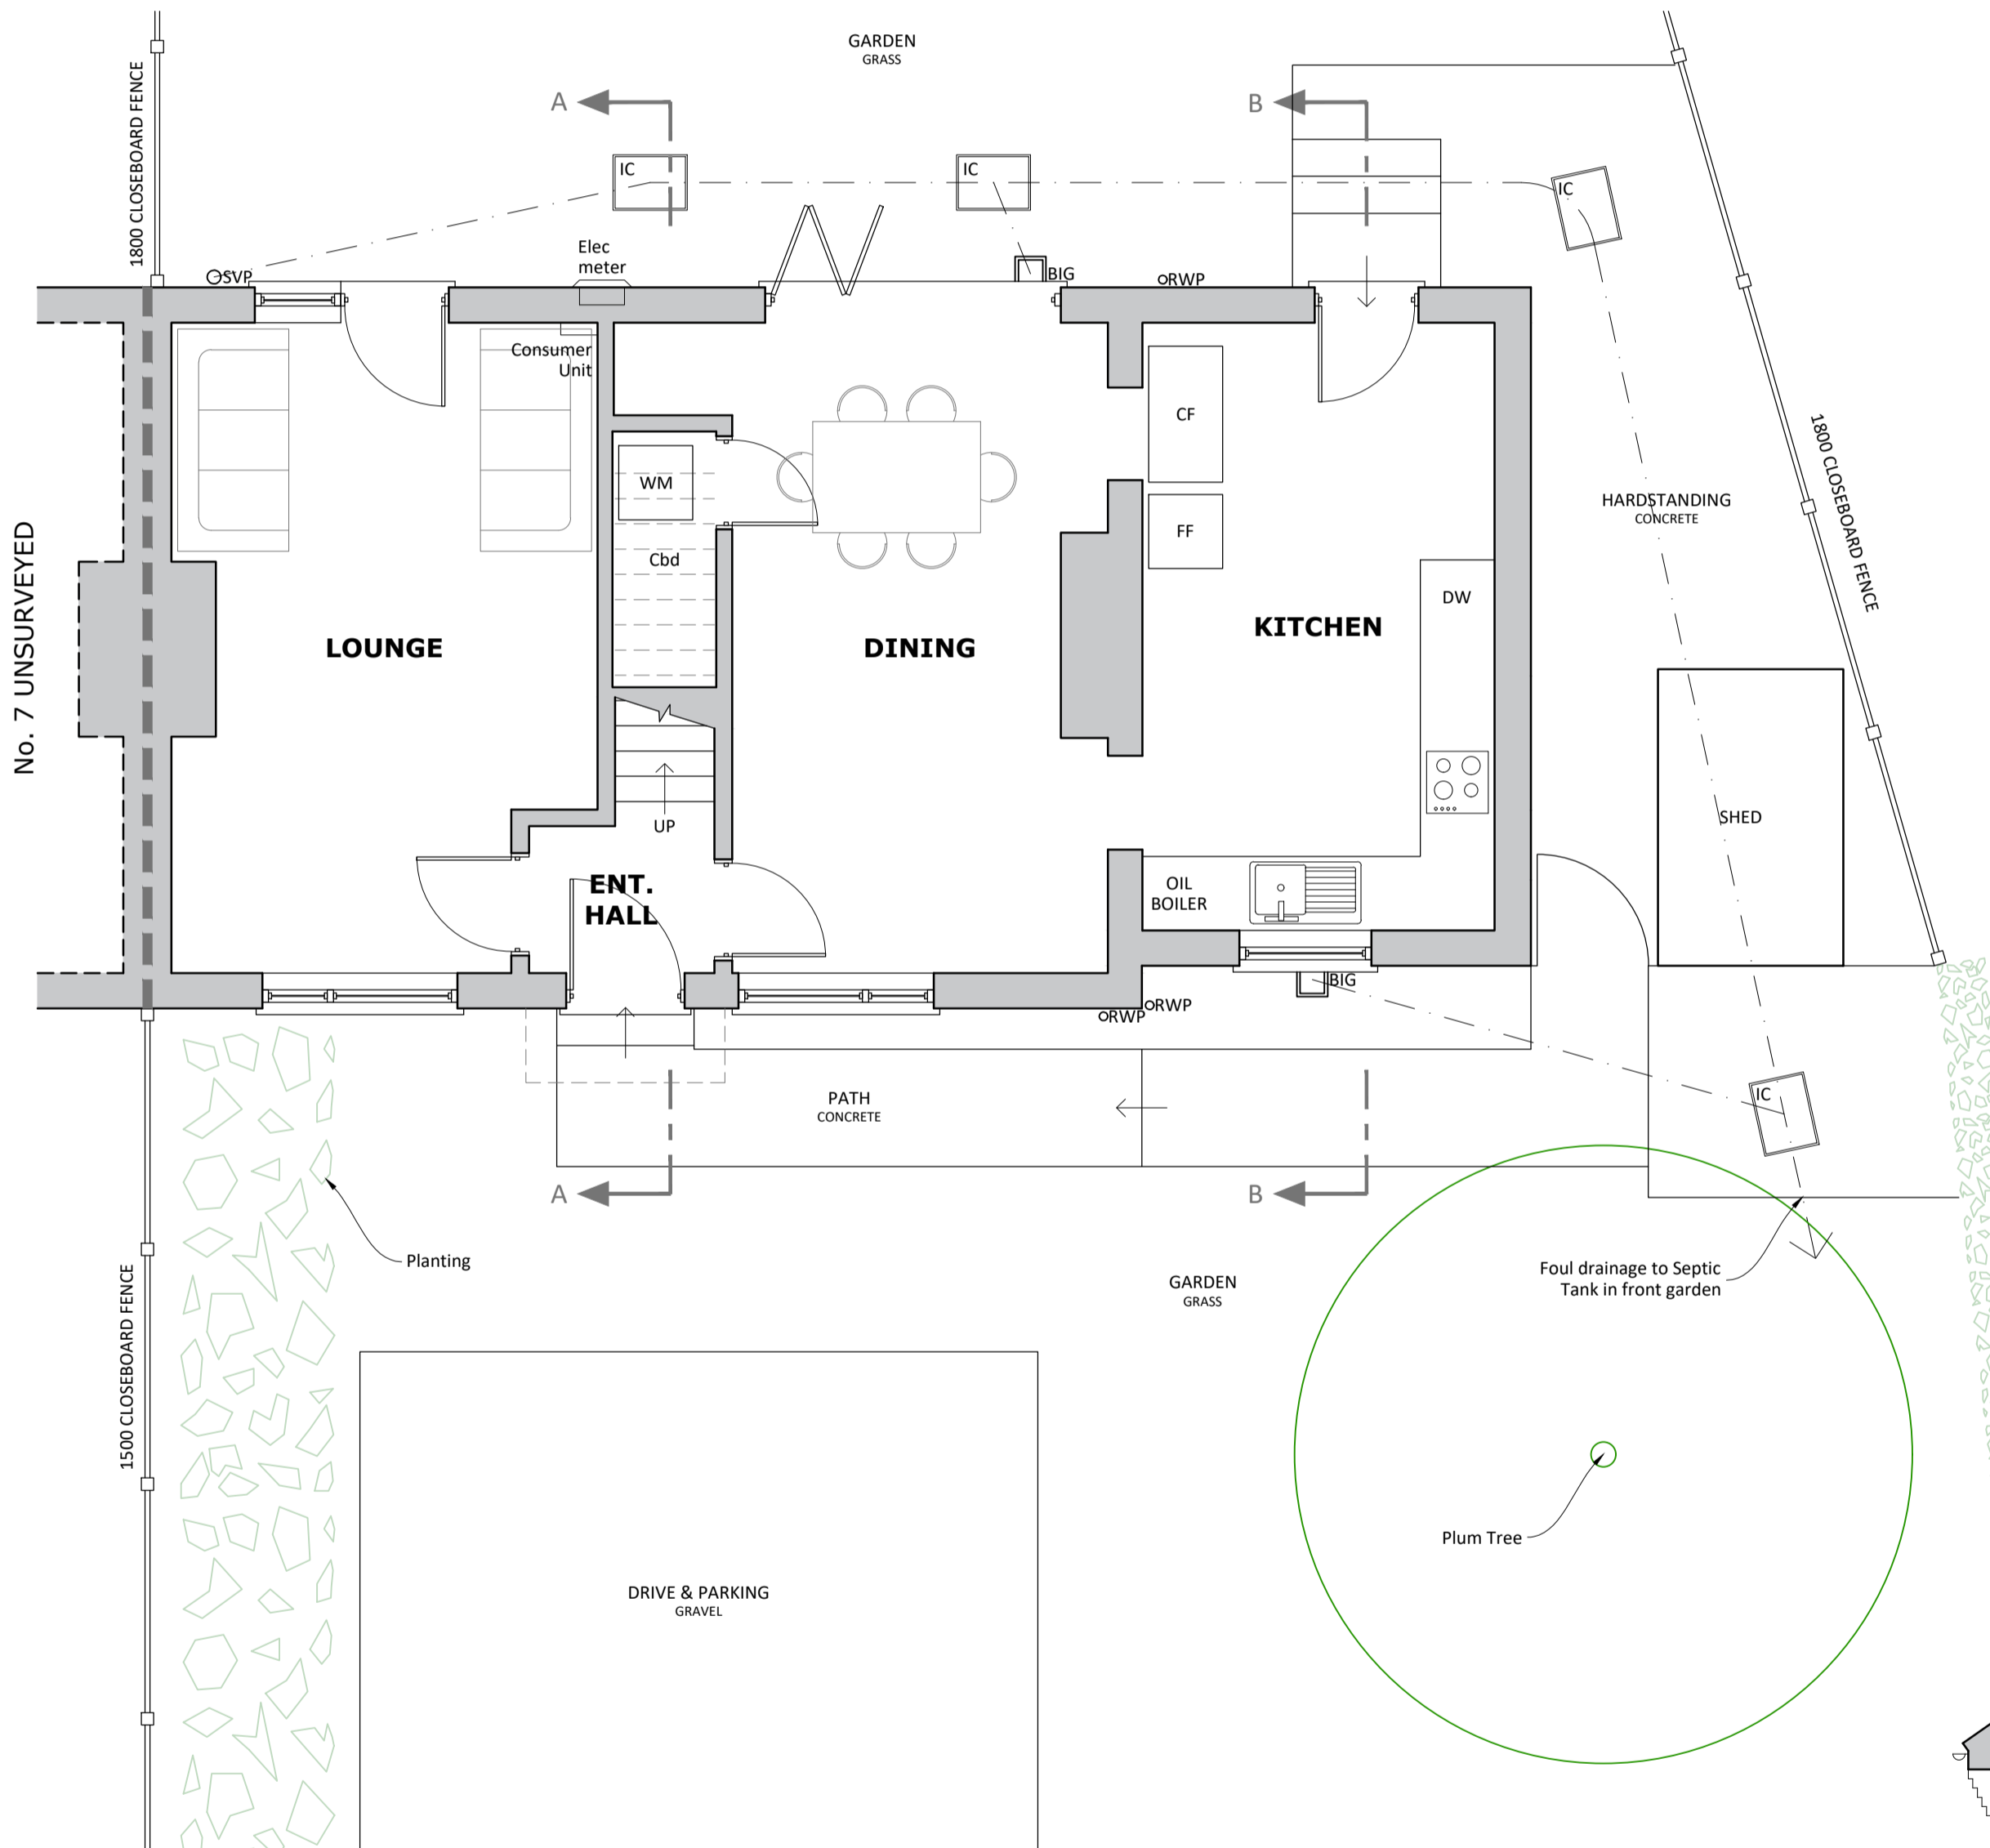 GARDEN
GRASS
1800 CLOSEBOARD FENCE
A
B
IC
IC
IC
Elec
meter
SVP
BIG
RWP
Consumer
Unit
CF
WM
FF
Cbd
HARDSTANDING
CONCRETE
1800 CLOSEBOARD FENCE
No. 7 UNSURVEYED
DW
LOUNGE
DINING
KITCHEN
UP
SHED
ENT.
HALL
OIL
BOILER
BIG
RWP
RWP
PATH
CONCRETE
IC
A
B
Planting
GARDEN
GRASS
Foul drainage to Septic
Tank in front garden
1500 CLOSEBOARD FENCE
Plum Tree
DRIVE & PARKING
GRAVEL